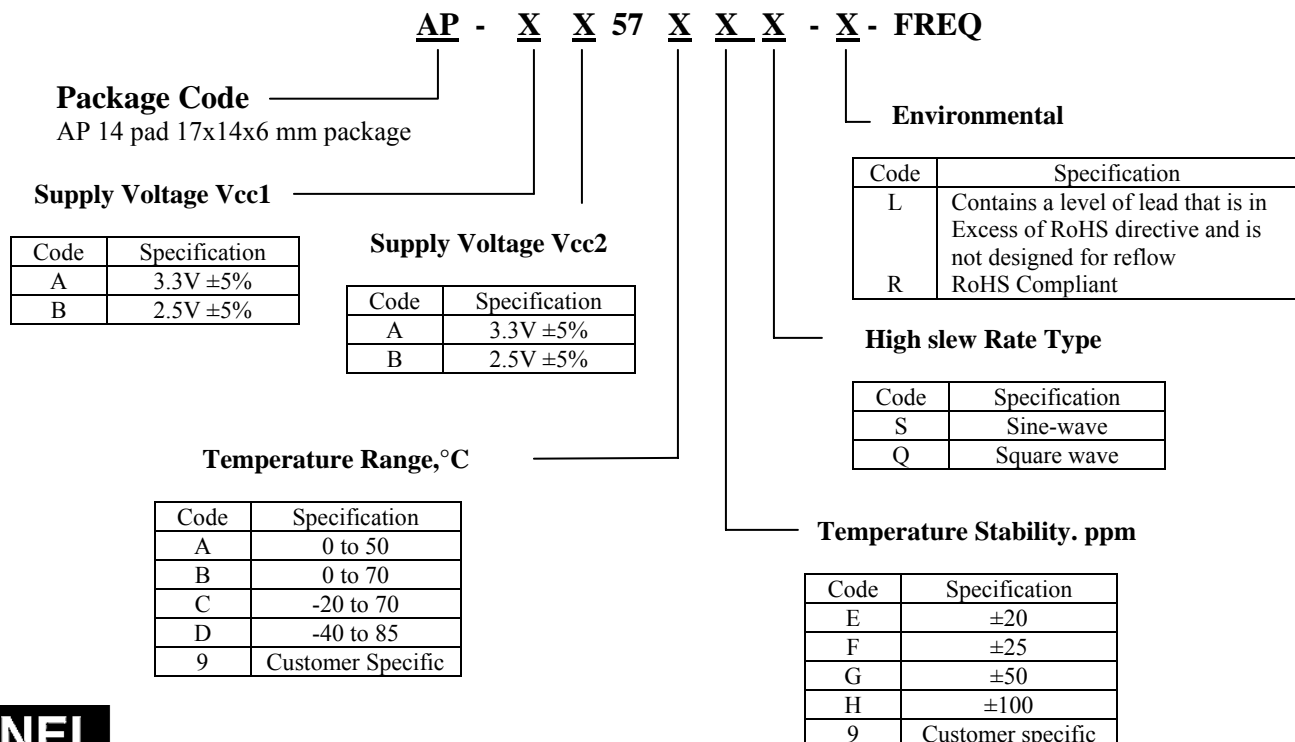 AP - X X 57 X X X - X - FREQ
Package Code
AP 14 pad 17x14x6 mm package
Environmental
Code Specification
L Contains a level of lead that is in
Excess of RoHS directive and is
not designed for reflow
R RoHS Compliant
Supply Voltage Vcc1
Code Specification
A 3.3V ±5%
B 2.5V ±5%
Supply Voltage Vcc2
Code Specification
A 3.3V ±5%
B 2.5V ±5%
High slew Rate Type
Code Specification
S Sine-wave
Q Square wave
Temperature Range,°C
Code Specification
A 0 to 50
B 0 to 70
C -20 to 70
D -40 to 85
9 Customer Specific
Temperature Stability. ppm
Code Specification
E ±20
F ±25
G ±50
H ±100
9 Customer specific
NEL